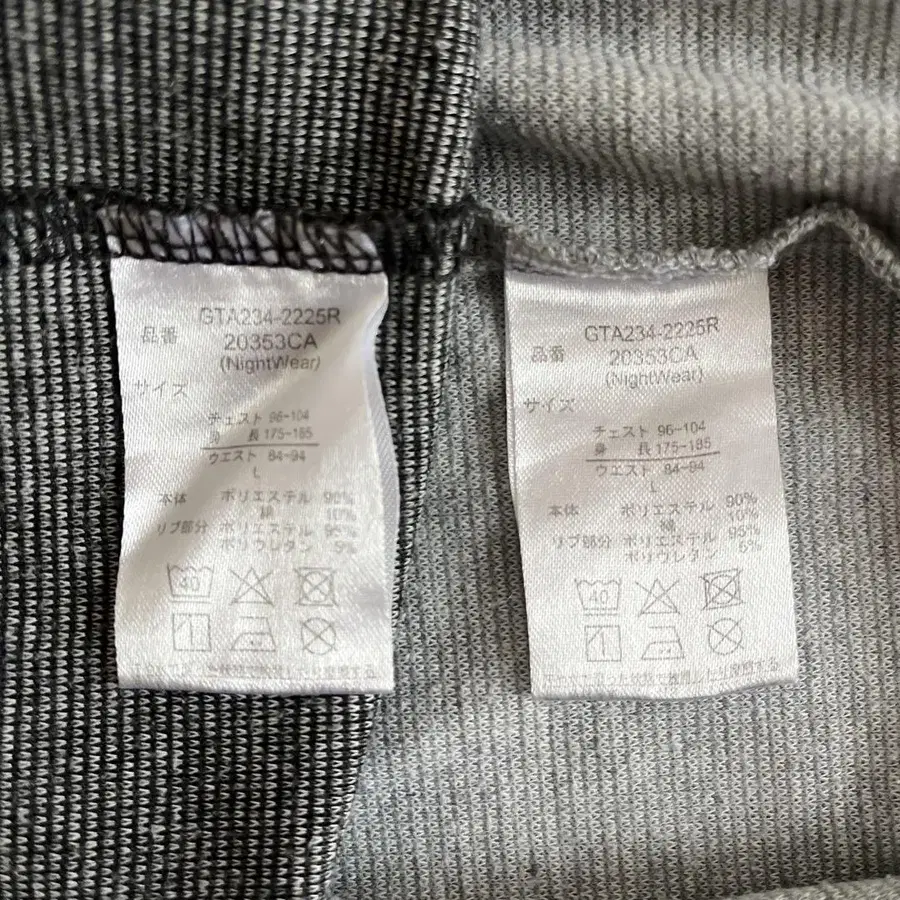 GTA234-2225R
品番 20353CA
(NightWear)
サイズ
チェスト 96-104
身 長 175-185
ウエスト 84-94
L
本体 ポリエステル 90%
綿 10%
リブ部分 ポリエステル 95%
ポリウレタン 5%
40
GTA234-2225R
品番 20353CA
(NightWear)
サイズ
チェスト 96-104
身 長 175-185
ウエスト 84-94
L
本体 ポリエステル 90%
綿 10%
リブ部分 ポリエステル 95%
ポリウレタン 5%
40